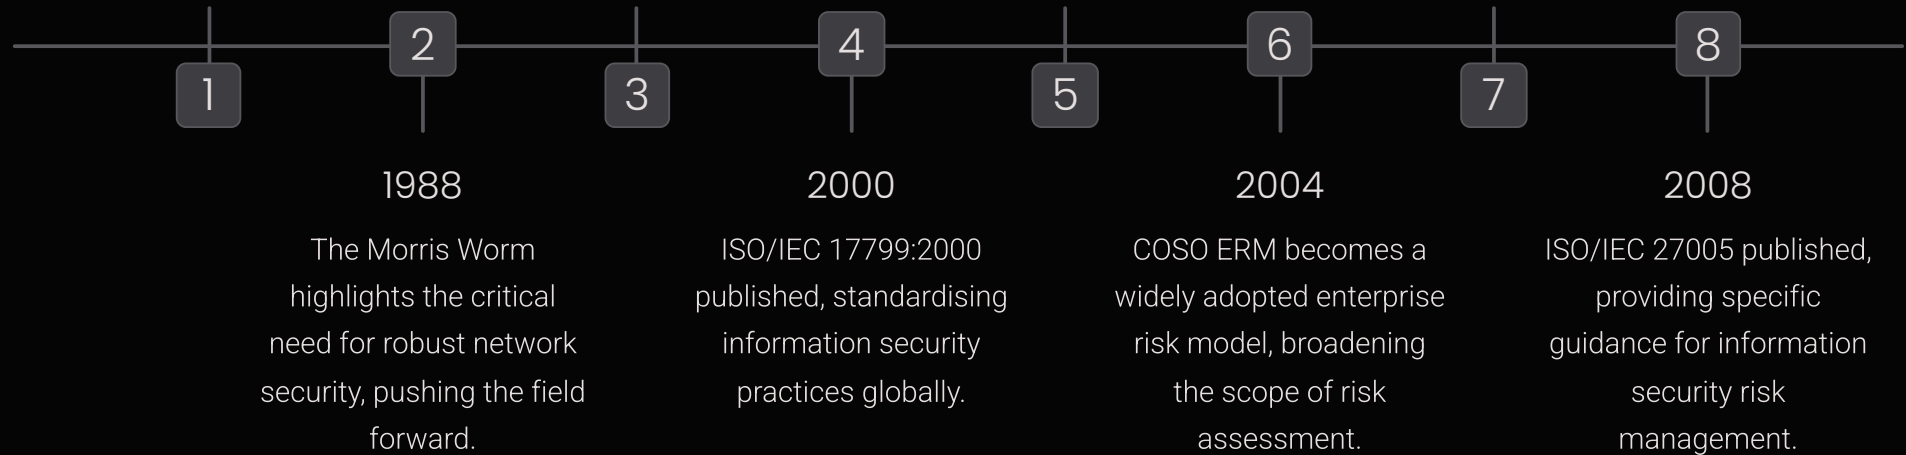 2
4
6
8
1
3
5
7
1988
The Morris Worm
highlights the critical
need for robust network
security, pushing the field
forward.
2000
ISO/IEC 17799:2000
published, standardising
information security
practices globally.
2004
COSO ERM becomes a
widely adopted enterprise
risk model, broadening
the scope of risk
assessment.
2008
ISO/IEC 27005 published,
providing specific
guidance for information
security risk
management.